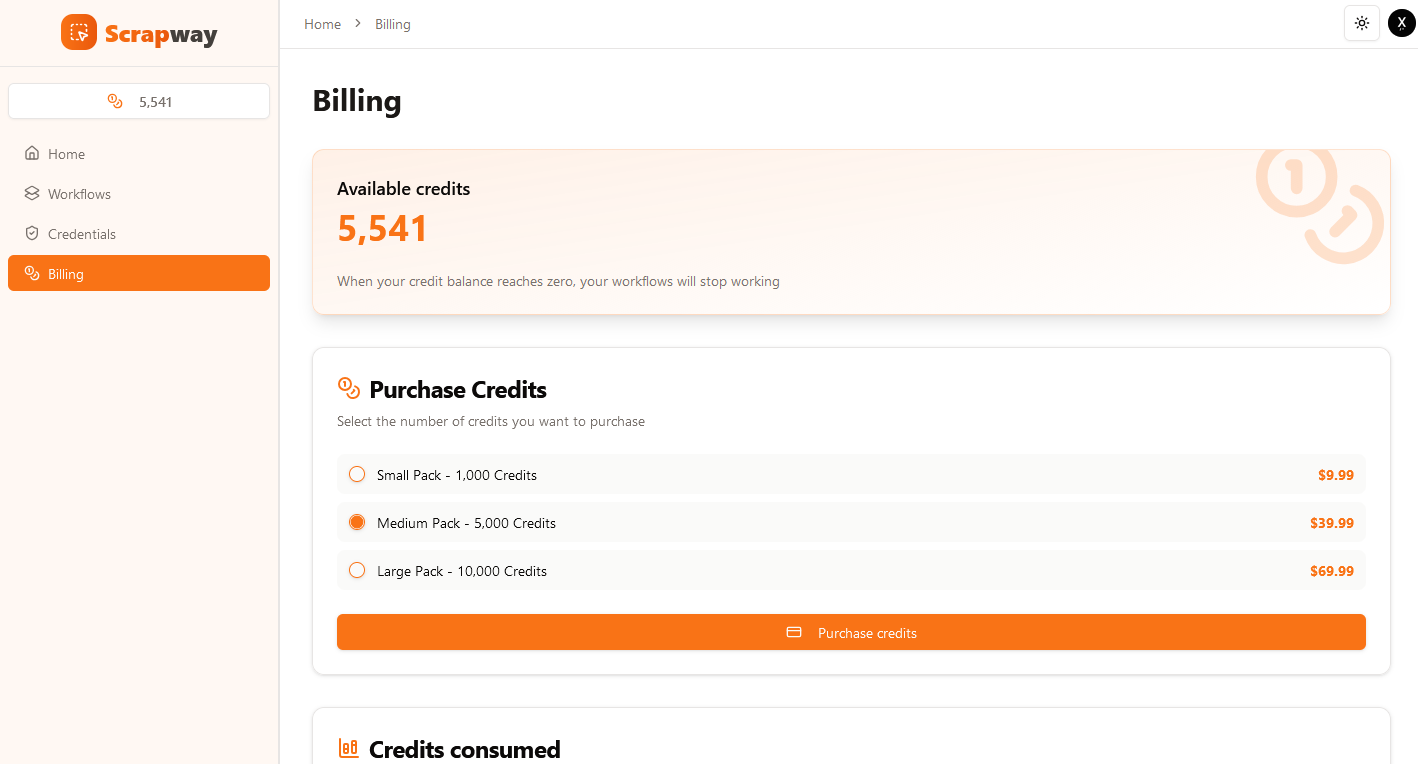 Scrapway
5,541
Home
Workflows
Credentials
Billing
Home > Billing
X
Billing
Available credits
5,541
When your credit balance reaches zero, your workflows will stop working
Purchase Credits
Select the number of credits you want to purchase
Small Pack - 1,000 Credits $9.99
Medium Pack - 5,000 Credits $39.99
Large Pack - 10,000 Credits $69.99
Purchase credits
Credits consumed